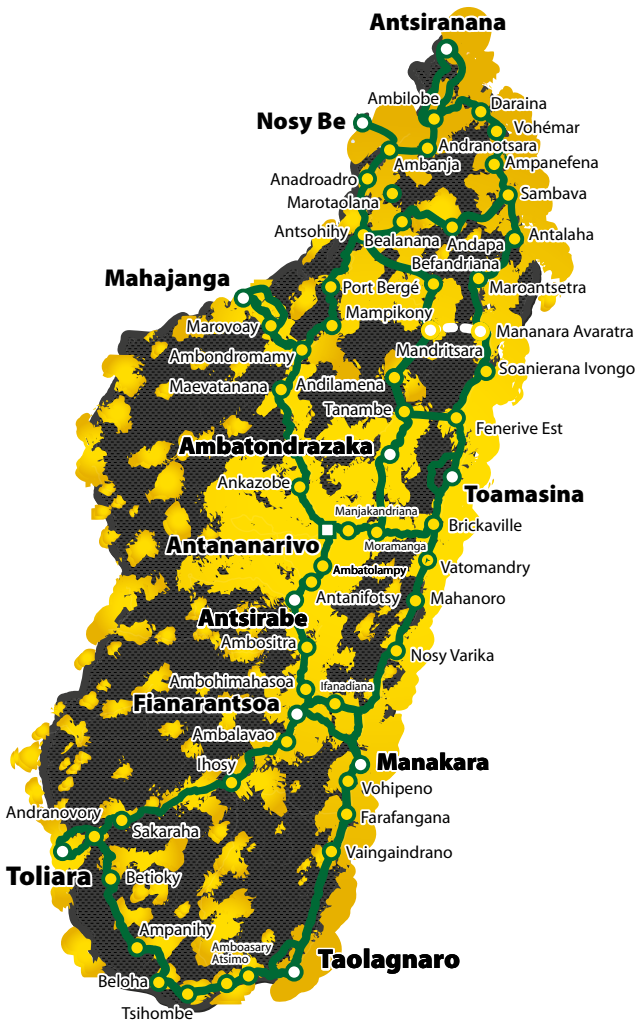 Antsiranana
Ambilobe
Daraina
Nosy Be
Vohémar
Andranotsara
Ambanja
Ampanefena
Anadroadro
Marotaolana
Sambava
Antsohihy
Bealanana
Andapa
Antalaha
Befandriana
Mahajanga
Port Bergé
Maroantsetra
Marovoay
Mampikony
Mananara Avaratra
Mandritsara
Ambondromamy
Soanierana Ivongo
Maevatanana
Andilamena
Tanambe
Fenerive Est
Ambatondrazaka
Ankazobe
Toamasina
Manjakandriana
Brickaville
Antananarivo
Moramanga
Ambatolampy
Vatomandry
Antanifotsy
Mahanoro
Antsirabe
Ambositra
Nosy Varika
Ambohimahasoa
Ifanadiana
Fianarantsoa
Ambalavao
Ihosy
Manakara
Vohipeno
Andranovory
Farafangana
Sakaraha
Vaingaindrano
Toliara
Betioky
Ampanihy
Amboasary
Atsimo
Taolagnaro
Beloha
Tsihombe